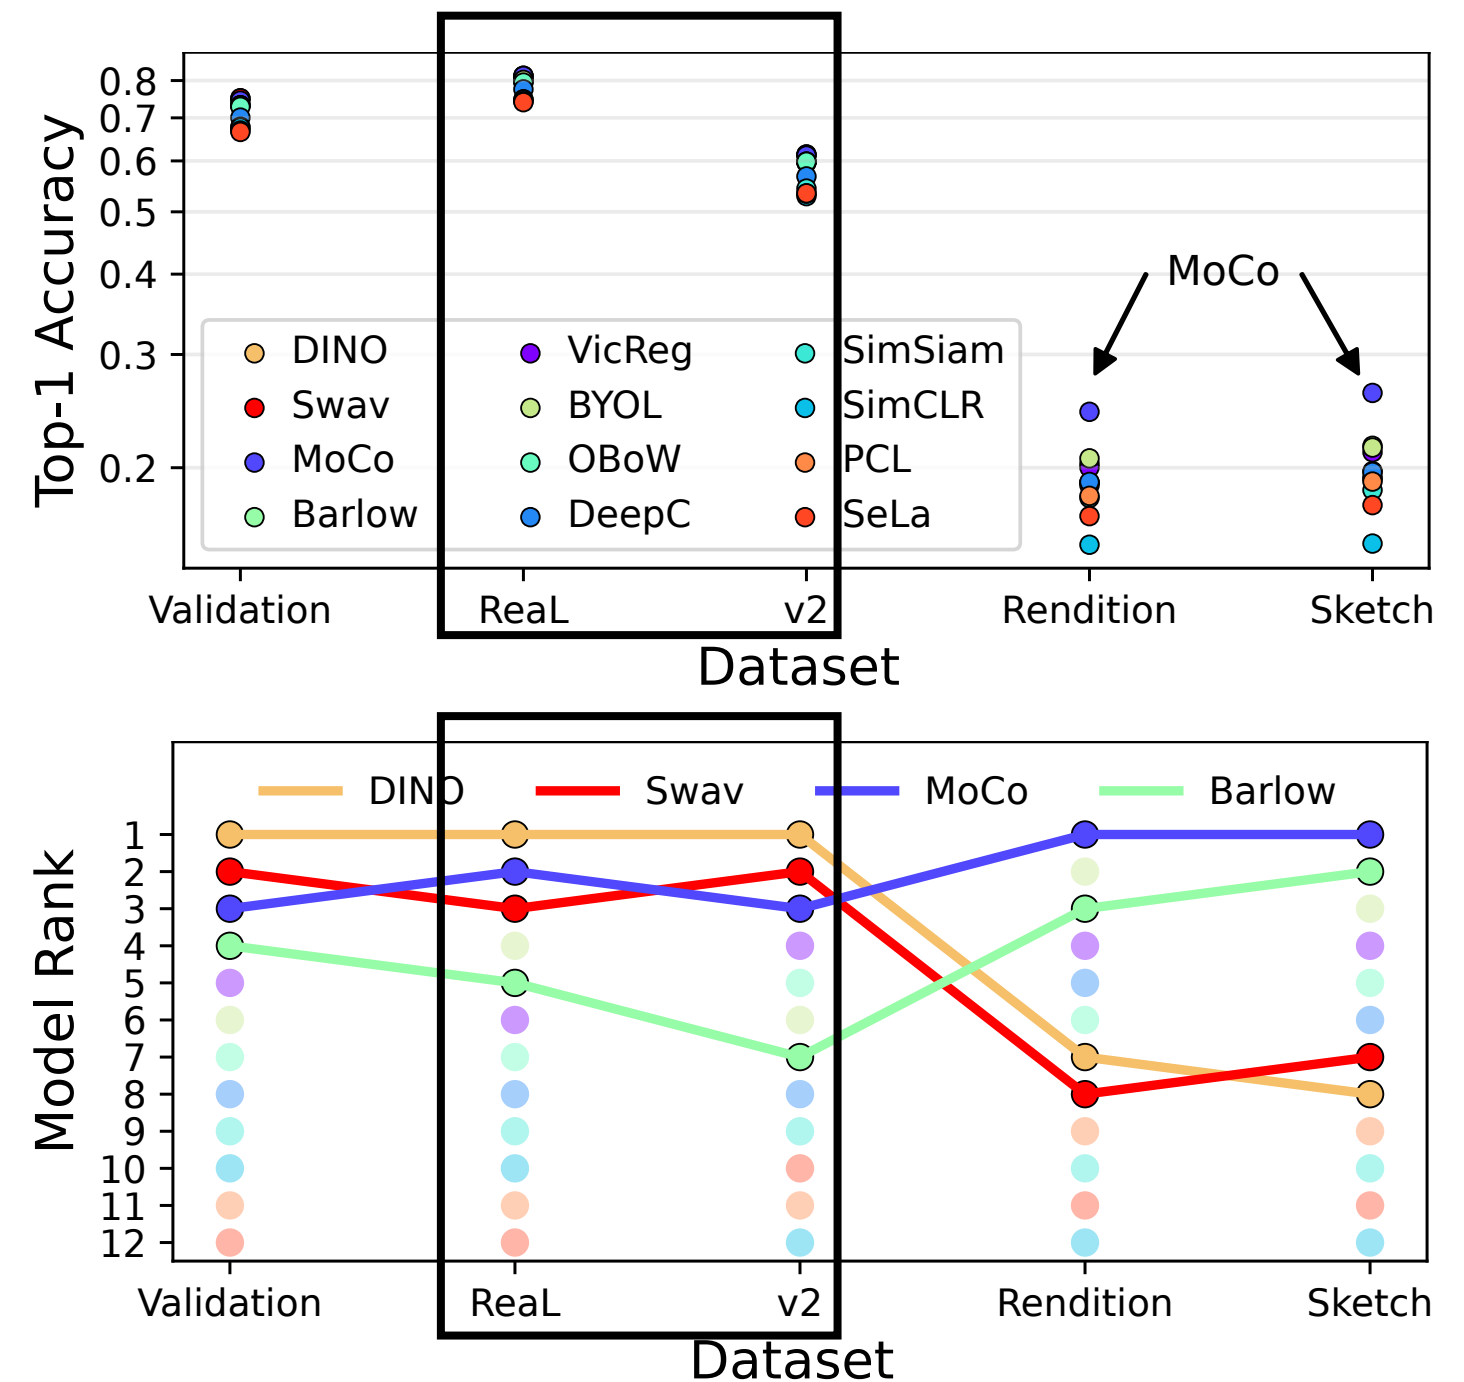 Top-1 Accuracy
0.8
0.7
0.6
0.5
0.4
0.3
0.2
MoCo
DINO VicReg SimSiam
Swav BYOL SimCLR
MoCo OBoW PCL
Barlow DeepC SeLa
Validation ReaL v2 Rendition Sketch
Dataset
Model Rank
DINO Swav MoCo Barlow
1
2
3
4
5
6
7
8
9
10
11
12
Validation ReaL v2 Rendition Sketch
Dataset